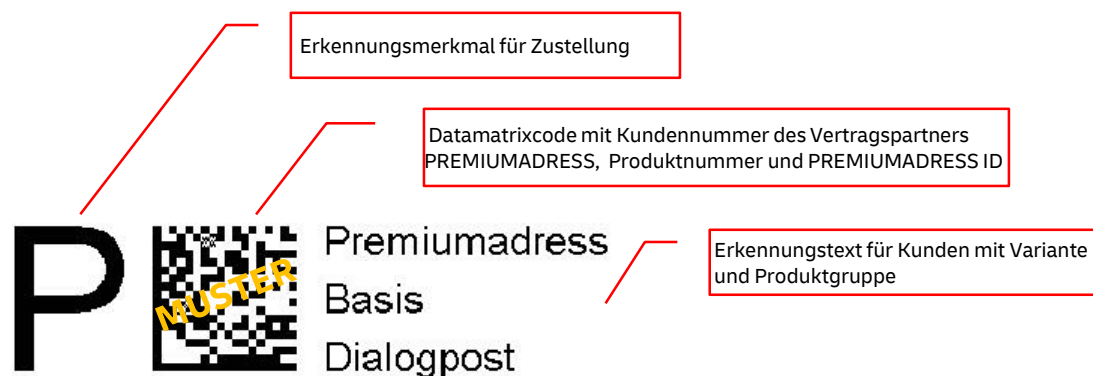 Erkennungsmerkmal für Zustellung
Datamatrixcode mit Kundennummer des Vertragspartners
PREMIUMADRESS, Produktnummer und PREMIUMADRESS ID
P
MUSTER
Premiumadress
Basis
Dialogpost
Erkennungstext für Kunden mit Variante
und Produktgruppe